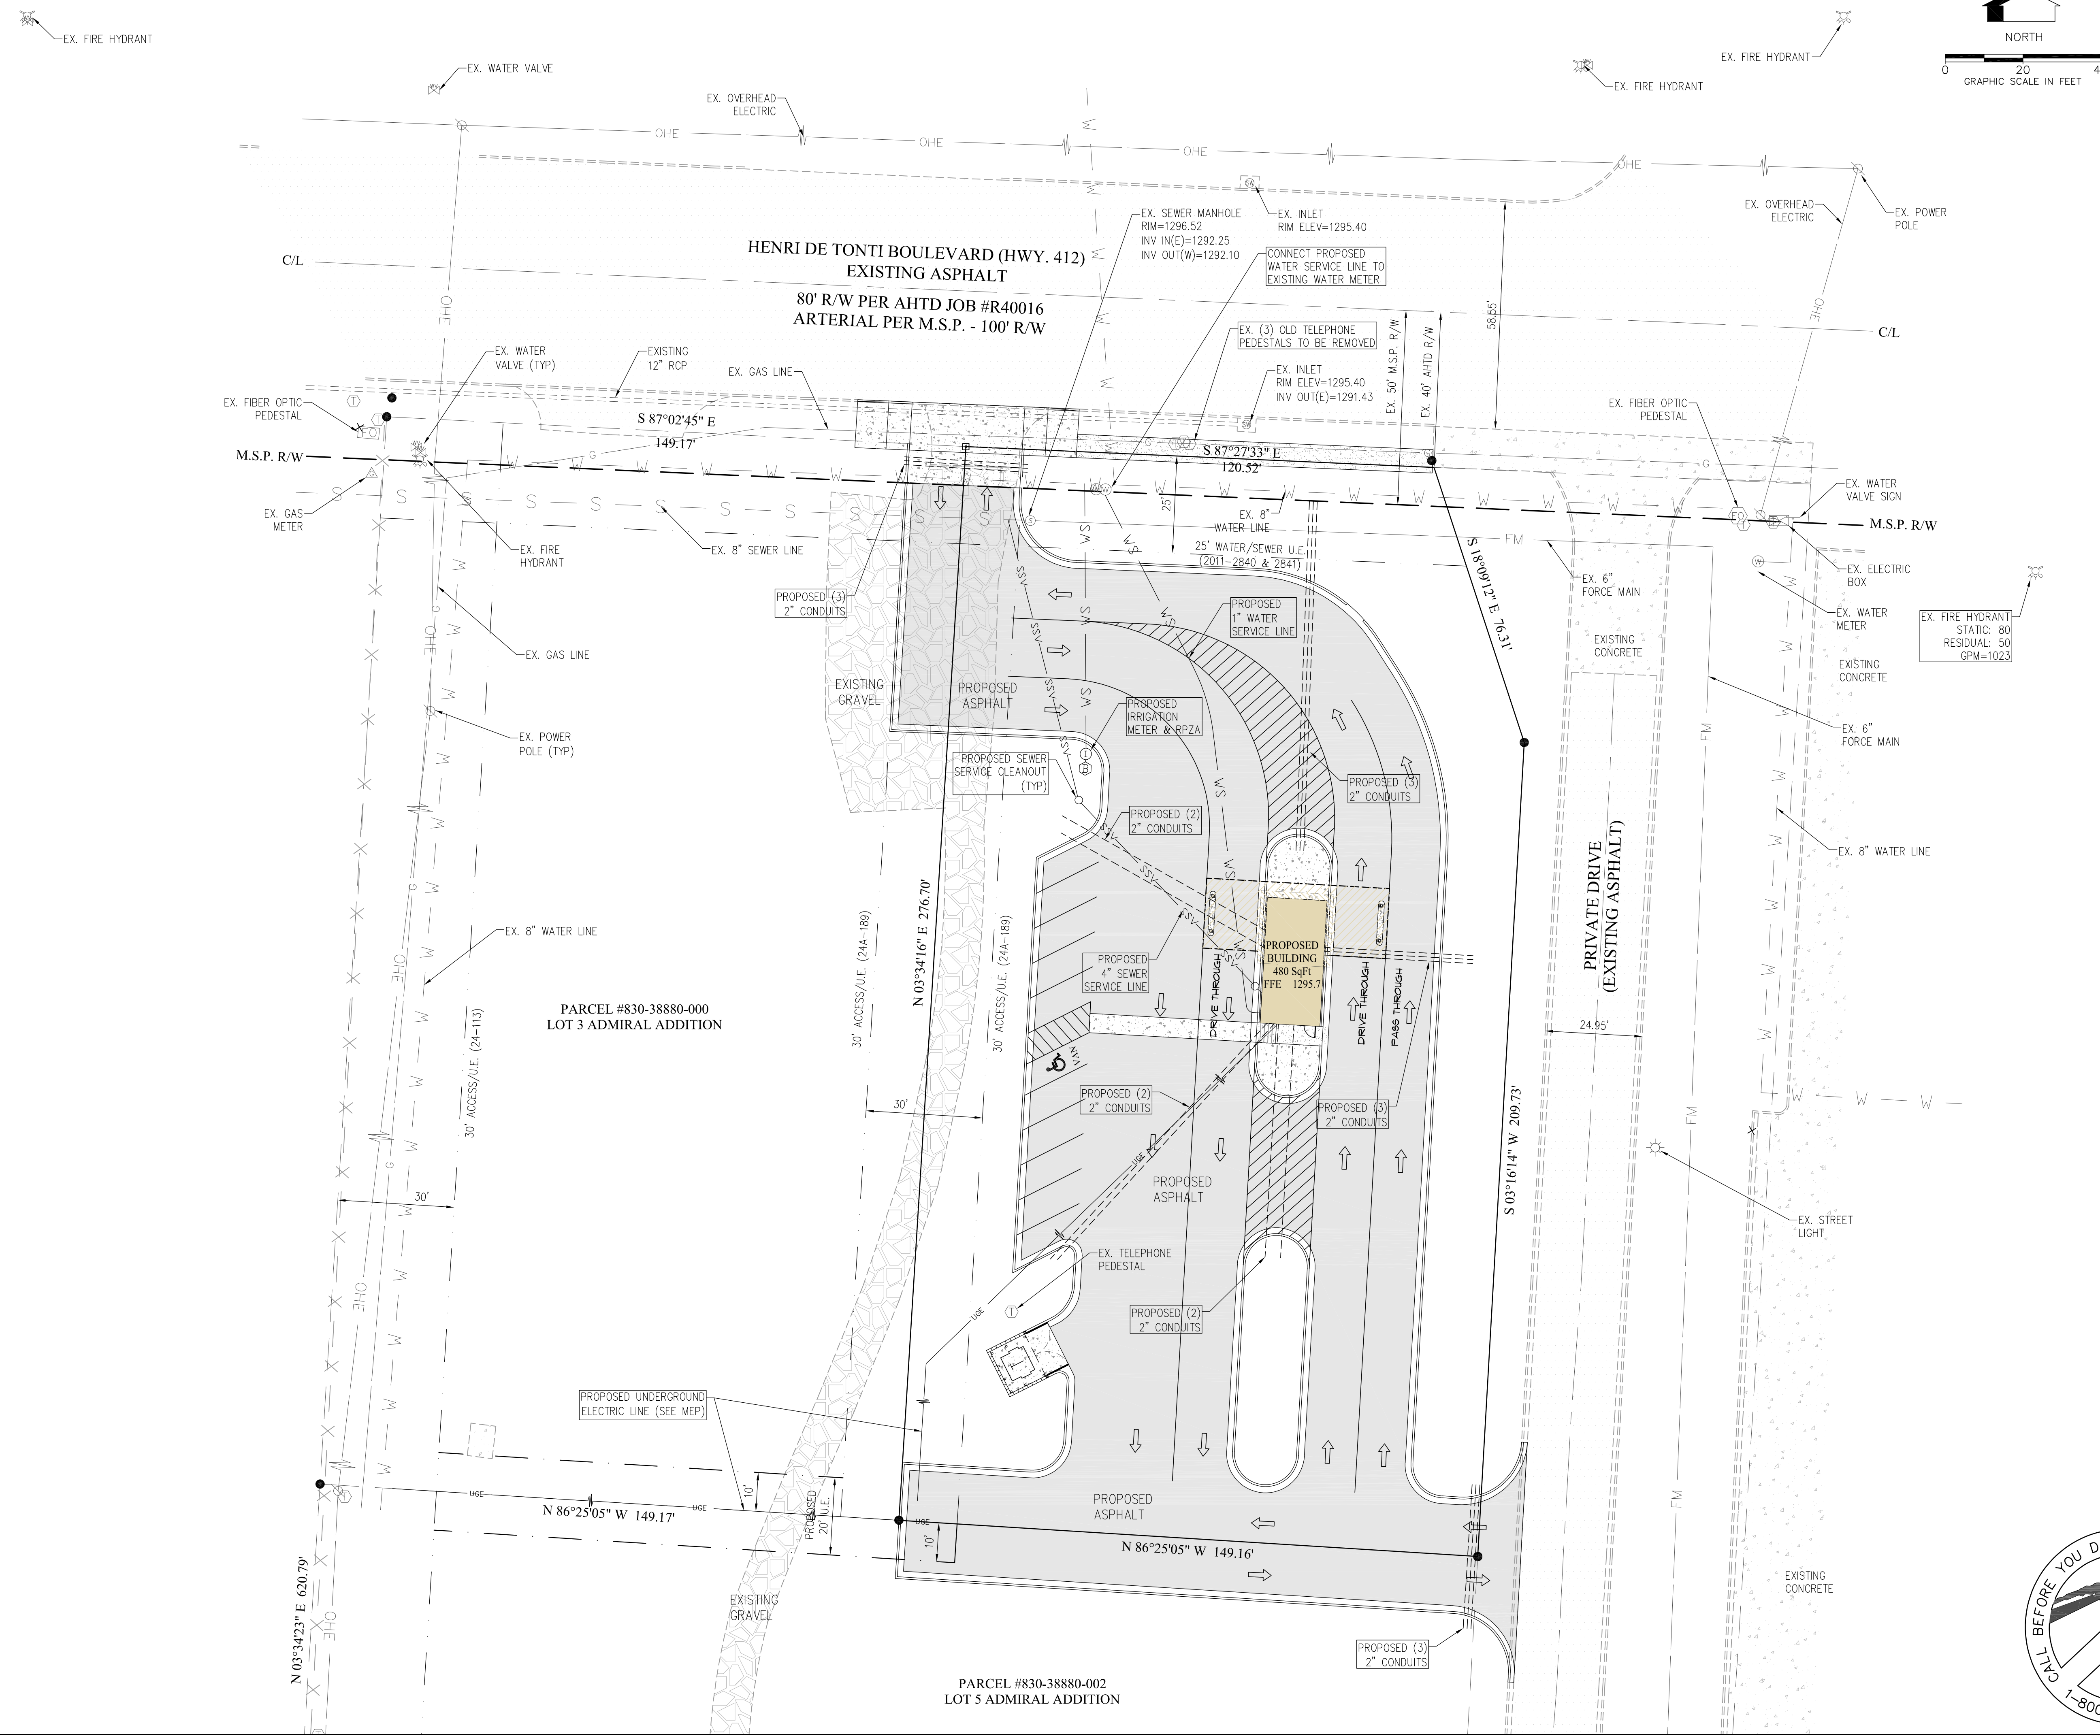 NORTH
0 20
GRAPHIC SCALE IN FEET
EX. FIRE HYDRANT
EX. WATER VALVE
EX. OVERHEAD
ELECTRIC
EX. FIRE HYDRANT
EX. FIRE HYDRANT
OHE OHE OHE OHE
EX. OVERHEAD
ELECTRIC
EX. POWER
POLE
EX. SEWER MANHOLE
RIM=1296.52
INV IN(E)=1292.25
INV OUT(W)=1292.10
EX. INLET
RIM ELEV=1295.40
CONNECT PROPOSED
WATER SERVICE LINE TO
EXISTING WATER METER
HENRI DE TONTI BOULEVARD (HWY. 412)
EXISTING ASPHALT
80' R/W PER AHTD JOB #R40016
ARTERIAL PER M.S.P. - 100' R/W
C/L
C/L
58.55'
EX. 50' M.S.P. R/W
EX. 40' AHTD R/W
EX. (3) OLD TELEPHONE
PEDESTALS TO BE REMOVED
EX. INLET
RIM ELEV=1295.40
INV OUT(E)=1291.43
EX. WATER
VALVE (TYP)
EXISTING
12" RCP
EX. GAS LINE
EX. FIBER OPTIC
PEDESTAL
S 87°02'45" E
149.17'
S 87°27'33" E
120.52'
EX. FIBER OPTIC
PEDESTAL
M.S.P. R/W
M.S.P. R/W
EX. GAS
METER
EX. FIRE
HYDRANT
EX. 8" SEWER LINE
EX. 8"
WATER LINE
25'
25' WATER/SEWER U.E.
(2011-2840 & 2841)
S 18°09'12" E 76.31'
EX. 6"
FORCE MAIN
EX. WATER
VALVE SIGN
EX. ELECTRIC
BOX
EX. WATER
METER
EX. FIRE HYDRANT
STATIC: 80
RESIDUAL: 50
GPM=1023
EXISTING
CONCRETE
EXISTING
CONCRETE
PROPOSED (3)
2" CONDUITS
PROPOSED
1" WATER
SERVICE LINE
EX. GAS LINE
EXISTING
GRAVEL
PROPOSED
ASPHALT
PROPOSED
IRRIGATION
METER & RPZA
EX. POWER
POLE (TYP)
EX. 6"
FORCE MAIN
PROPOSED SEWER
SERVICE CLEANOUT
(TYP)
PROPOSED (3)
2" CONDUITS
PROPOSED (2)
2" CONDUITS
EX. 8" WATER LINE
PRIVATE DRIVE
(EXISTING ASPHALT)
EX. 8" WATER LINE
30' ACCESS/U.E. (24A-189)
N 03°34'16" E 276.70'
30' ACCESS/U.E. (24A-189)
PROPOSED
BUILDING
480 SqFt
FFE = 1295.7
PROPOSED
4" SEWER
SERVICE LINE
DRIVE THROUGH
DRIVE THROUGH
PASS THROUGH
PARCEL #830-38880-000
LOT 3 ADMIRAL ADDITION
24.95'
VAN
30' ACCESS/U.E. (24-113)
PROPOSED (2)
2" CONDUITS
PROPOSED (3)
2" CONDUITS
30'
30'
UGE
PROPOSED
ASPHALT
S 03°16'14" W 209.73'
EX. STREET
LIGHT
EX. TELEPHONE
PEDESTAL
UGE
PROPOSED (2)
2" CONDUITS
PROPOSED UNDERGROUND
ELECTRIC LINE (SEE MEP)
10'
PROPOSED
20' U.E.
UGE UGE UGE
N 86°25'05" W 149.17'
PROPOSED
ASPHALT
10'
N 86°25'05" W 149.16'
N 03°34'23" E 620.79'
EXISTING
GRAVEL
EXISTING
CONCRETE
PROPOSED (3)
2" CONDUITS
PARCEL #830-38880-002
LOT 5 ADMIRAL ADDITION
CALL BEFORE YOU D
1-800